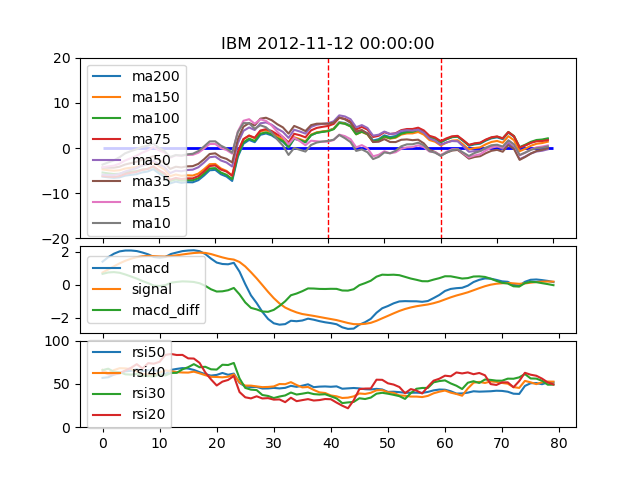 IBM 2012-11-12 00:00:00
20
10
0
−10
−20
ma200
ma150
ma100
ma75
ma50
ma35
ma15
ma10
2
0
−2
macd
signal
macd_diff
100
50
0
rsi50
rsi40
rsi30
rsi20
0 10 20 30 40 50 60 70 80